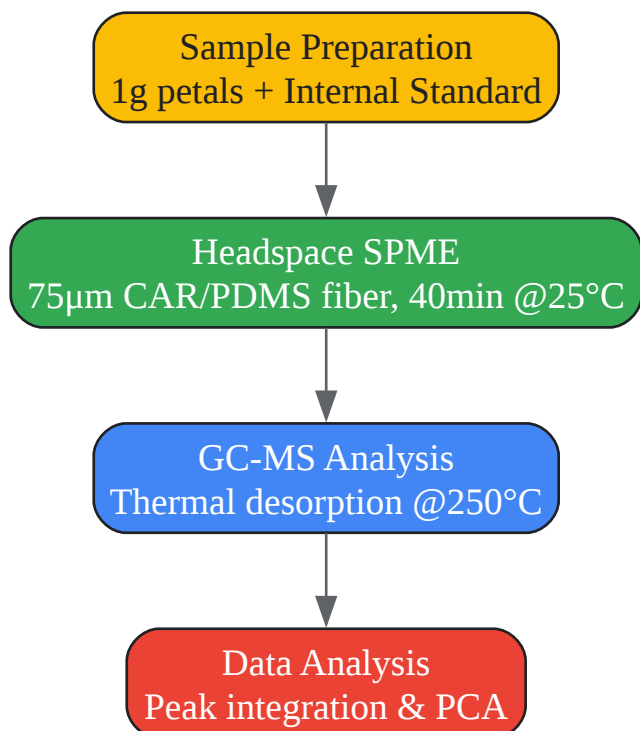 Sample Preparation
1g petals + Internal Standard
Headspace SPME
75μm CAR/PDMS fiber, 40min @25°C
GC-MS Analysis
Thermal desorption @250°C
Data Analysis
Peak integration & PCA